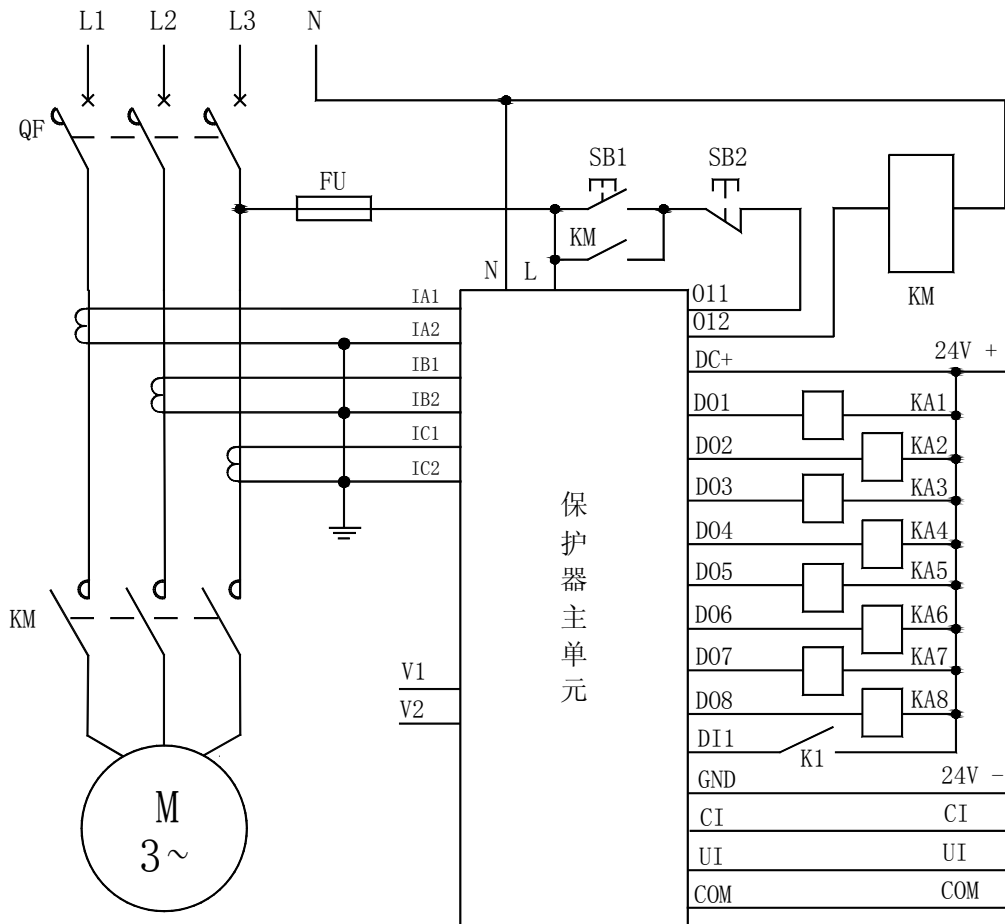 L1 L2 L3 N
QF
SB1 SB2
FU
KM
N L
KM
IA1 O11
IA2 O12
DC+ 24V +
IB1
IB2
IC1
IC2
DO1 KA1
DO2 KA2
DO3 KA3
DO4 KA4
DO5 KA5
DO6 KA6
DO7 KA7
DO8 KA8
保护器主单元
KM
V1
V2
DI1 K1
GND 24V -
CI CI
UI UI
COM COM
M
3~